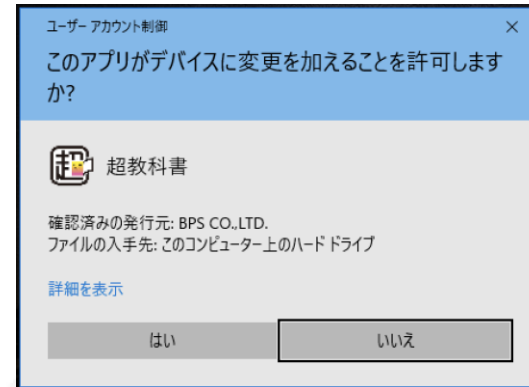 ユーザー アカウント制御
このアプリがデバイスに変更を加えることを許可します
か?
超
超教科書
確認済みの発行元: BPS CO.,LTD.
ファイルの入手先: このコンピューター上のハード ドライブ
詳細を表示
はい
いいえ